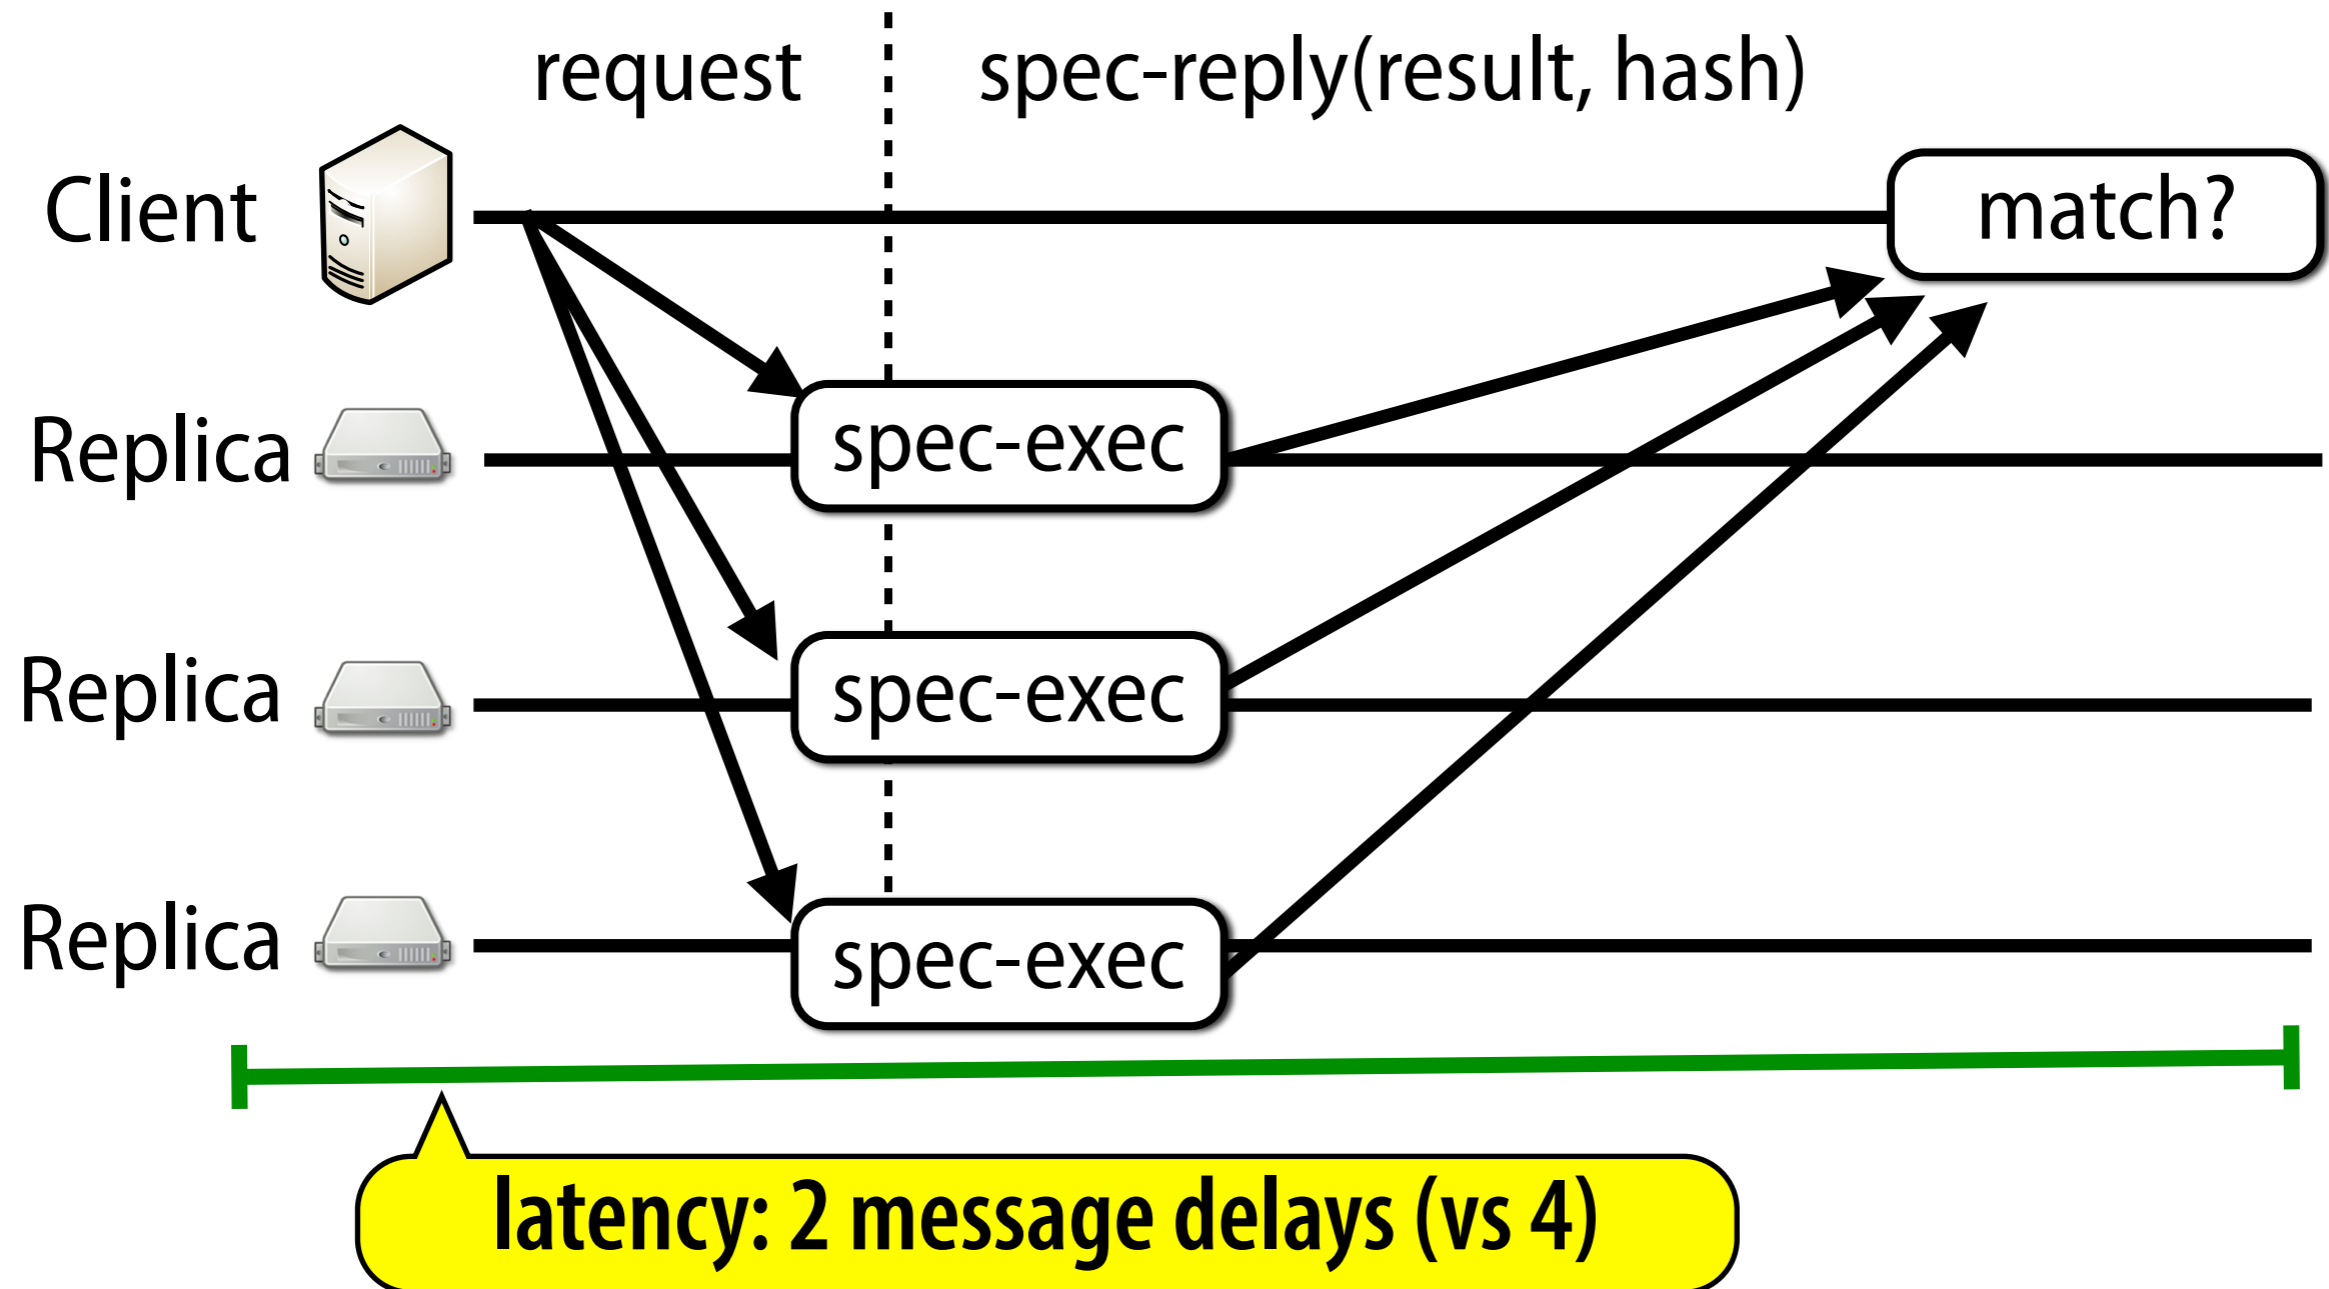 request
spec-reply(result, hash)
Client
match?
Replica
spec-exec
Replica
spec-exec
Replica
spec-exec
latency: 2 message delays (vs 4)